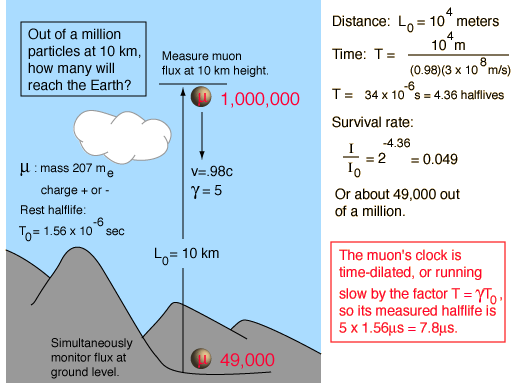 Out of a million
particles at 10 km,
how many will
reach the Earth?
Measure muon
flux at 10 km height.
μ 1,000,000
v=.98c
γ = 5
μ : mass 207 mₑ
charge + or -
Rest halflife:
T₀= 1.56 x 10⁻⁶ sec
L₀= 10 km
Simultaneously
monitor flux at
ground level.
μ 49,000
Distance: L₀ = 10⁴ meters
Time: T = 10⁴m
(0.98)(3 x 10⁸m/s)
T = 34 x 10⁻⁶s = 4.36 halflives
Survival rate:
I/I₀ = 2⁻⁴·³⁶ = 0.049
Or about 49,000 out
of a million.
The muon's clock is
time-dilated, or running
slow by the factor T = γT₀,
so its measured halflife is
5 x 1.56μs = 7.8μs.